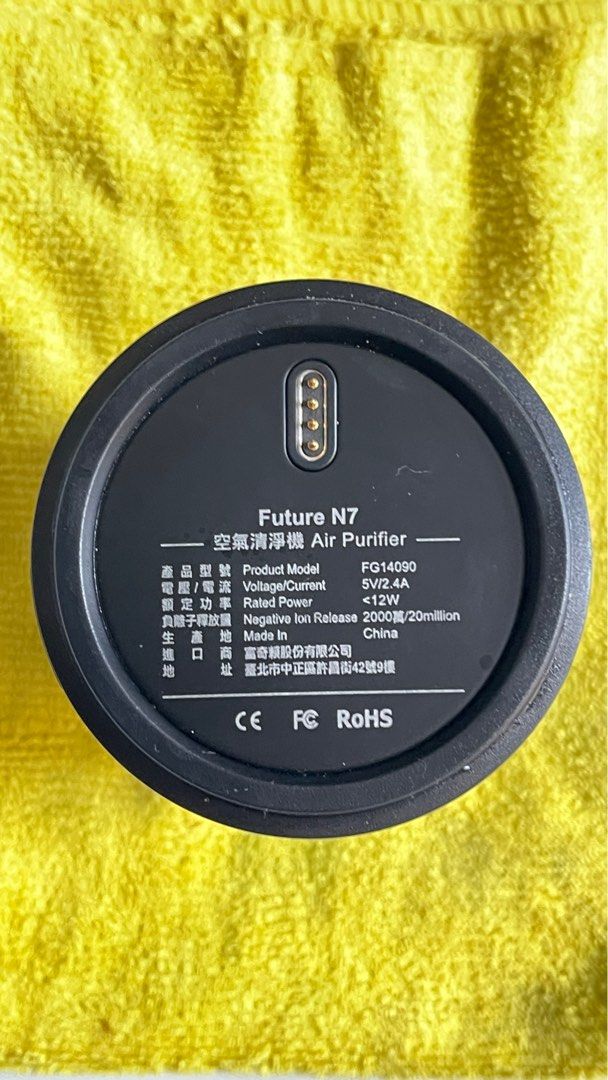 Future N7
空氣清淨機 Air Purifier
產品型號 Product Model FG14090
電壓/電流 Voltage/Current 5V/2.4A
額定功率 Rated Power <12W
負離子釋放量 Negative Ion Release 2000萬/20million
生產地 Made In China
進口商 富奇賴股份有限公司
地址 臺北市中正區許昌街42號9樓
CE FC RoHS